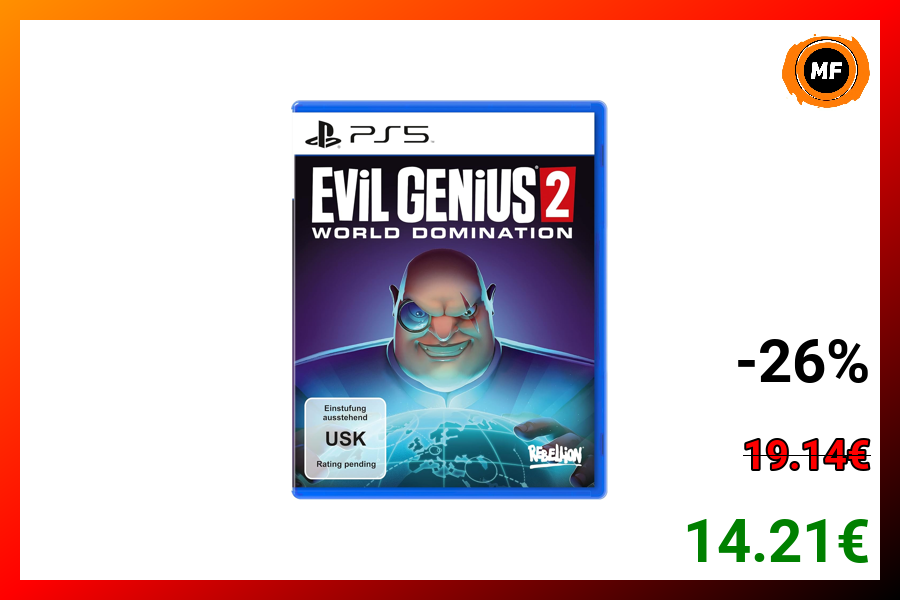 MF
PS5
EVIL GENIUS 2
WORLD DOMINATION
Einstufung
ausstehend
USK
Rating pending
REBELLION
-26%
19.14€
14.21€